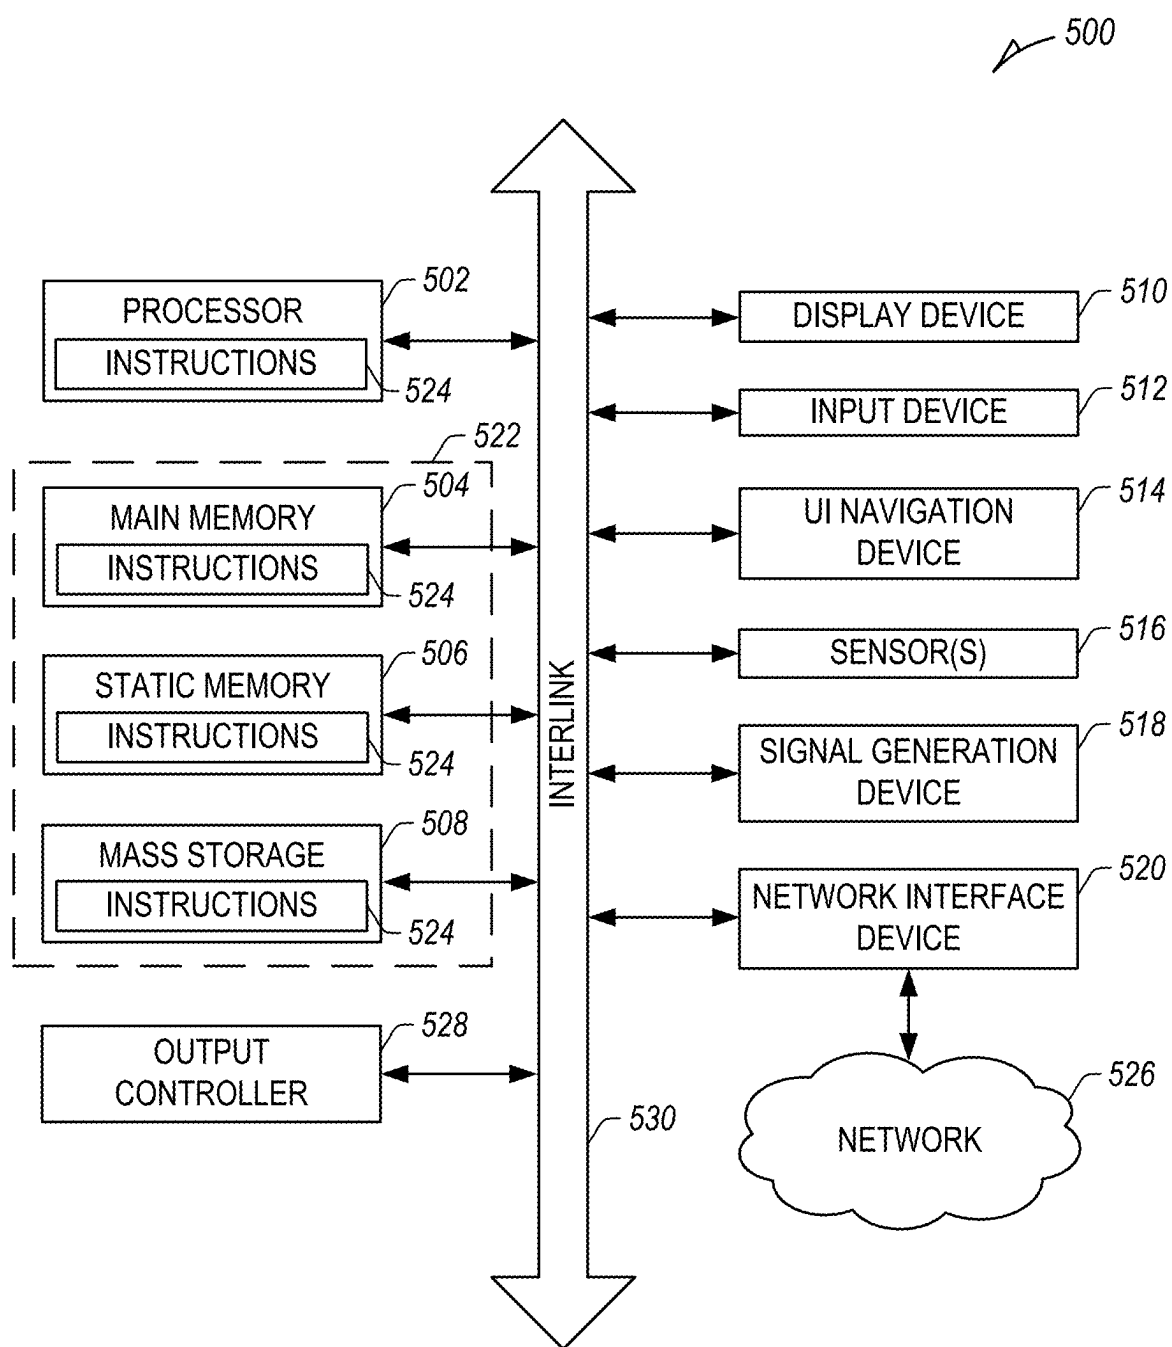 500
502
PROCESSOR
INSTRUCTIONS
524
522
504
MAIN MEMORY
INSTRUCTIONS
524
506
STATIC MEMORY
INSTRUCTIONS
524
508
MASS STORAGE
INSTRUCTIONS
524
528
OUTPUT
CONTROLLER
INTERLINK
530
510
DISPLAY DEVICE
512
INPUT DEVICE
514
UI NAVIGATION
DEVICE
516
SENSOR(S)
518
SIGNAL GENERATION
DEVICE
520
NETWORK INTERFACE
DEVICE
526
NETWORK